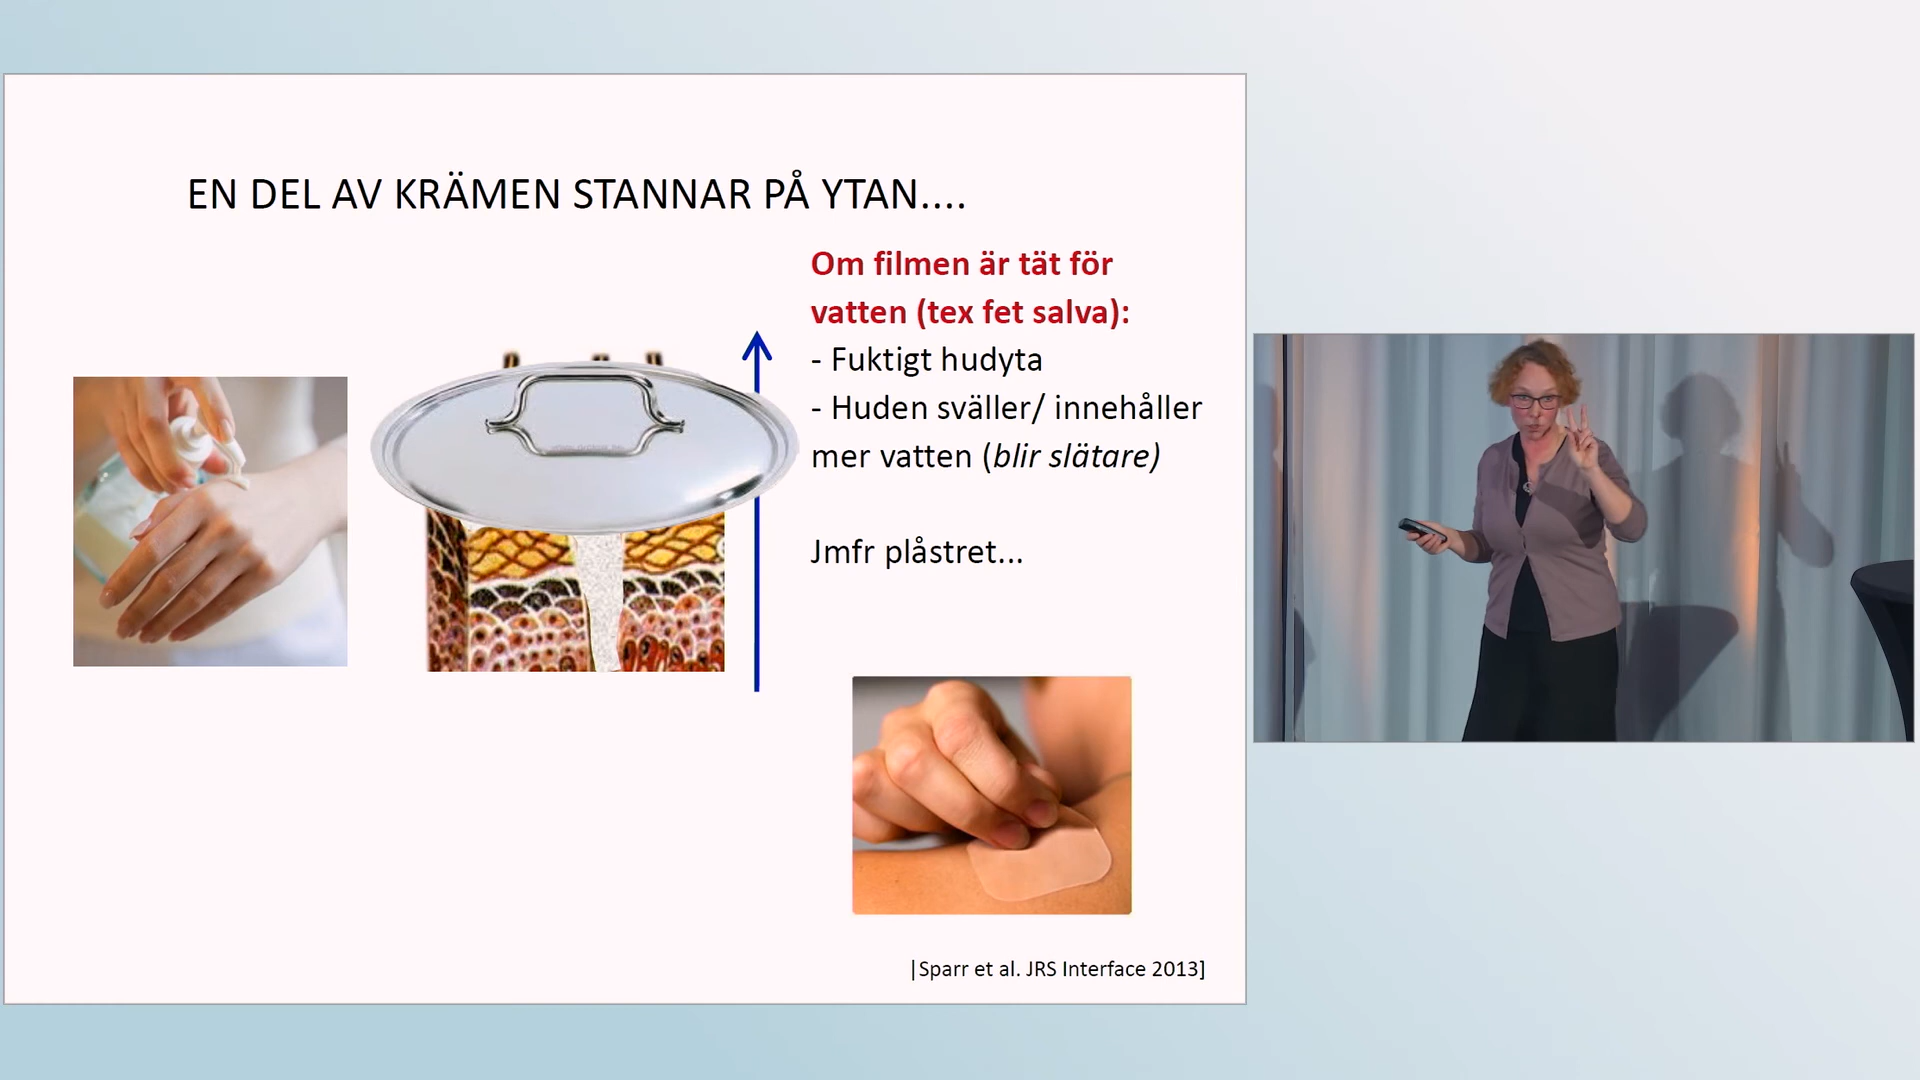 EN DEL AV KRÄMEN STANNAR PÅ YTAN....
Om filmen är tät för
vatten (tex fet salva):
- Fuktigt hudyta
- Huden sväller/ innehåller
mer vatten (blir slätare)
Jmfr plåstret...
|Sparr et al. JRS Interface 2013]